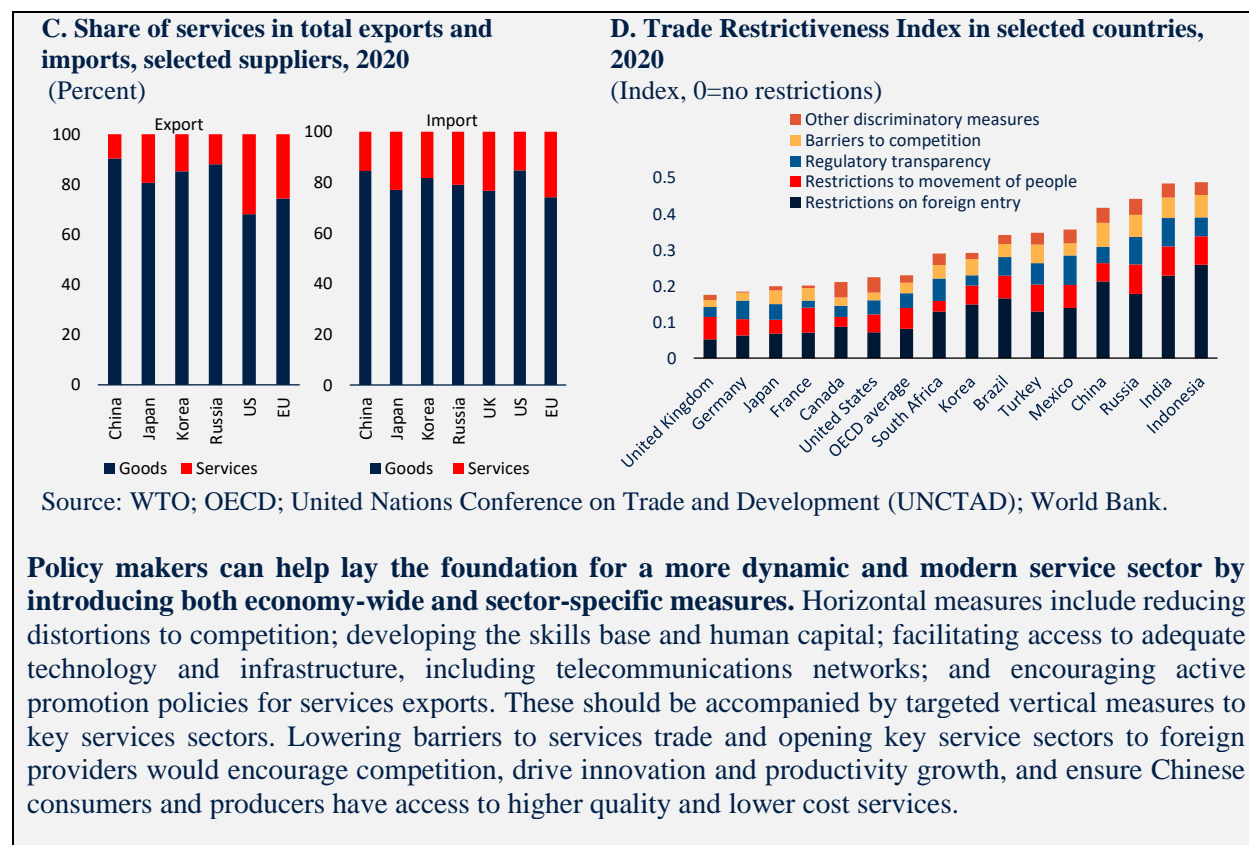 C. Share of services in total exports and
imports, selected suppliers, 2020
(Percent)
Export
100
80
60
40
20
0
China
Japan
Korea
Russia
US
EU
Import
100
80
60
40
20
0
China
Japan
Korea
Russia
UK
US
EU
Goods Services
Goods Services
D. Trade Restrictiveness Index in selected countries,
2020
(Index, 0=no restrictions)
Other discriminatory measures
Barriers to competition
Regulatory transparency
Restrictions to movement of people
Restrictions on foreign entry
0.5
0.4
0.3
0.2
0.1
0
United Kingdom
Germany
Japan
France
Canada
United States
OECD average
South Africa
Korea
Brazil
Turkey
Mexico
China
Russia
India
Indonesia
Source: WTO; OECD; United Nations Conference on Trade and Development (UNCTAD); World Bank.
Policy makers can help lay the foundation for a more dynamic and modern service sector by
introducing both economy-wide and sector-specific measures. Horizontal measures include reducing
distortions to competition; developing the skills base and human capital; facilitating access to adequate
technology and infrastructure, including telecommunications networks; and encouraging active
promotion policies for services exports. These should be accompanied by targeted vertical measures to
key services sectors. Lowering barriers to services trade and opening key service sectors to foreign
providers would encourage competition, drive innovation and productivity growth, and ensure Chinese
consumers and producers have access to higher quality and lower cost services.